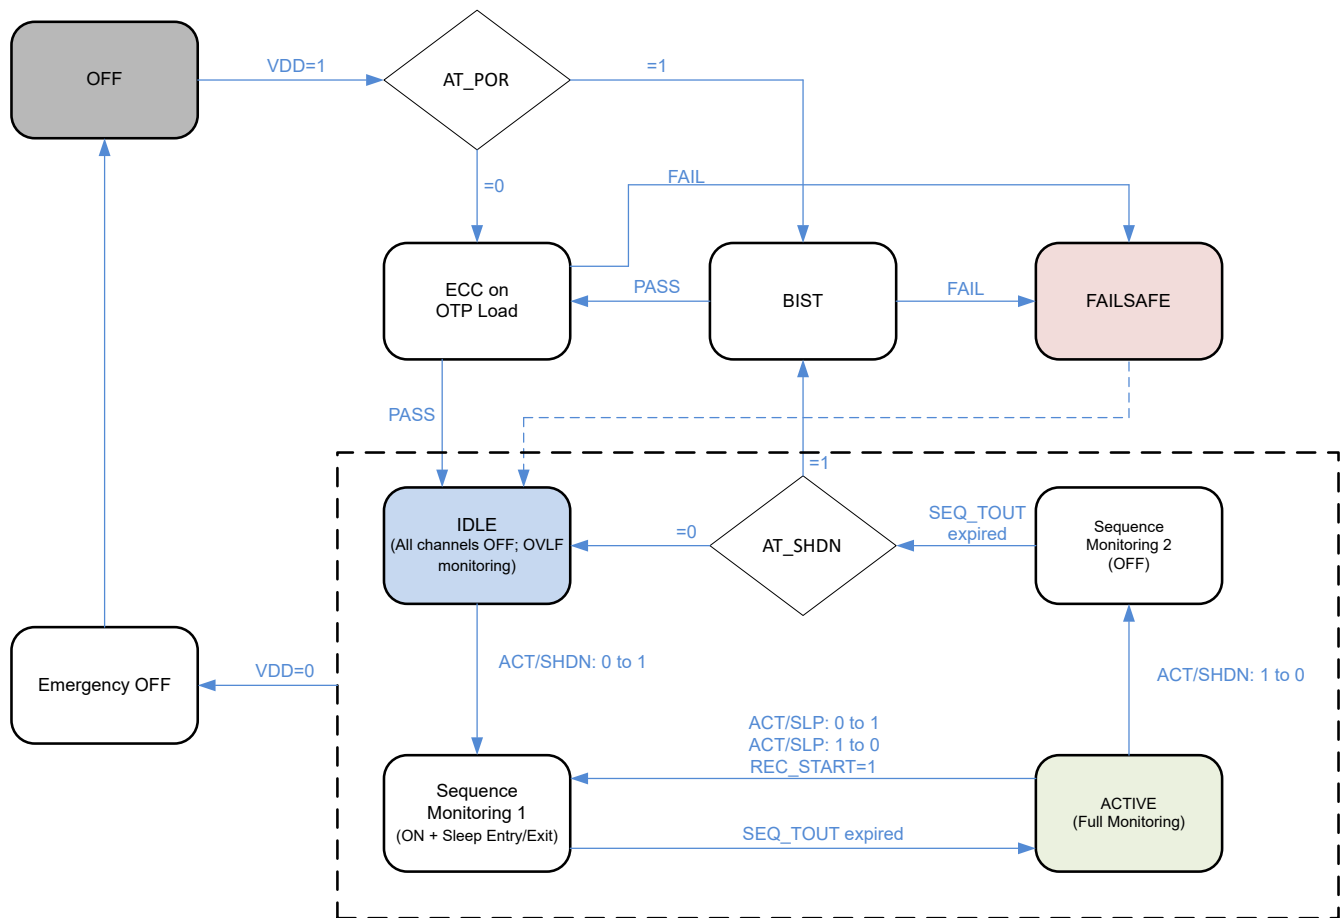 OFF
VDD=1
AT_POR
=1
=0
FAIL
ECC on
OTP Load
PASS
BIST
FAIL
FAILSAFE
PASS
=1
IDLE
(All channels OFF; OVLF
monitoring)
=0
AT_SHDN
SEQ_TOUT
expired
Sequence
Monitoring 2
(OFF)
Emergency OFF
VDD=0
ACT/SHDN: 0 to 1
ACT/SHDN: 1 to 0
ACT/SLP: 0 to 1
ACT/SLP: 1 to 0
REC_START=1
Sequence
Monitoring 1
(ON + Sleep Entry/Exit)
SEQ_TOUT expired
ACTIVE
(Full Monitoring)